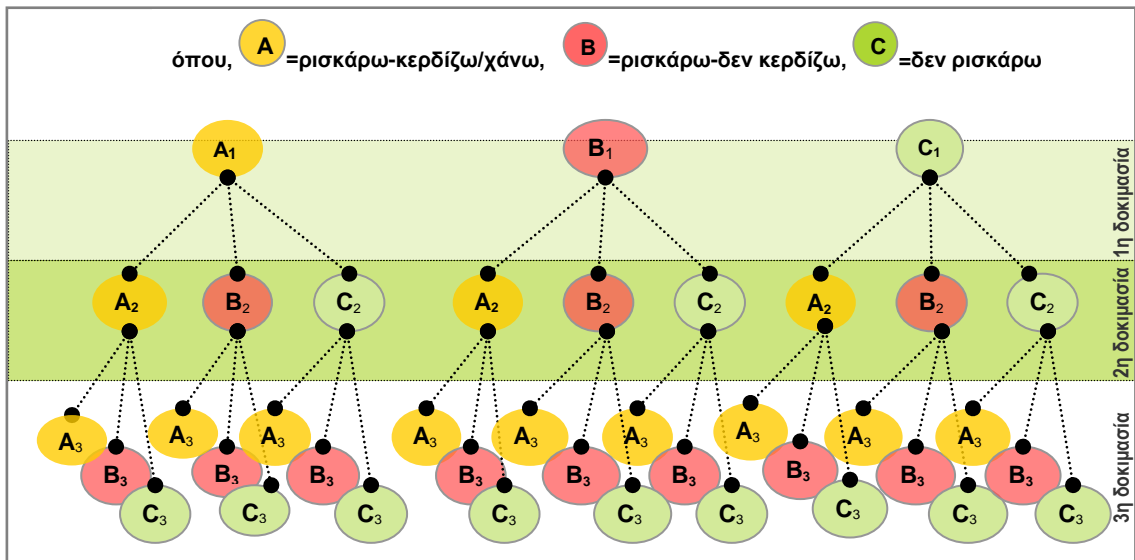 όπου, A =ρισκάρω-κερδίζω/χάνω, B =ρισκάρω-δεν κερδίζω, C =δεν ρισκάρω
A₁ B₁ C₁
1η δοκιμασία
A₂ B₂ C₂ A₂ B₂ C₂ A₂ B₂ C₂
2η δοκιμασία
A₃ A₃ A₃ A₃ A₃ A₃ A₃ A₃ A₃
B₃ B₃ B₃ B₃ B₃ B₃ B₃ B₃ B₃
C₃ C₃ C₃ C₃ C₃ C₃ C₃ C₃ C₃
3η δοκιμασία